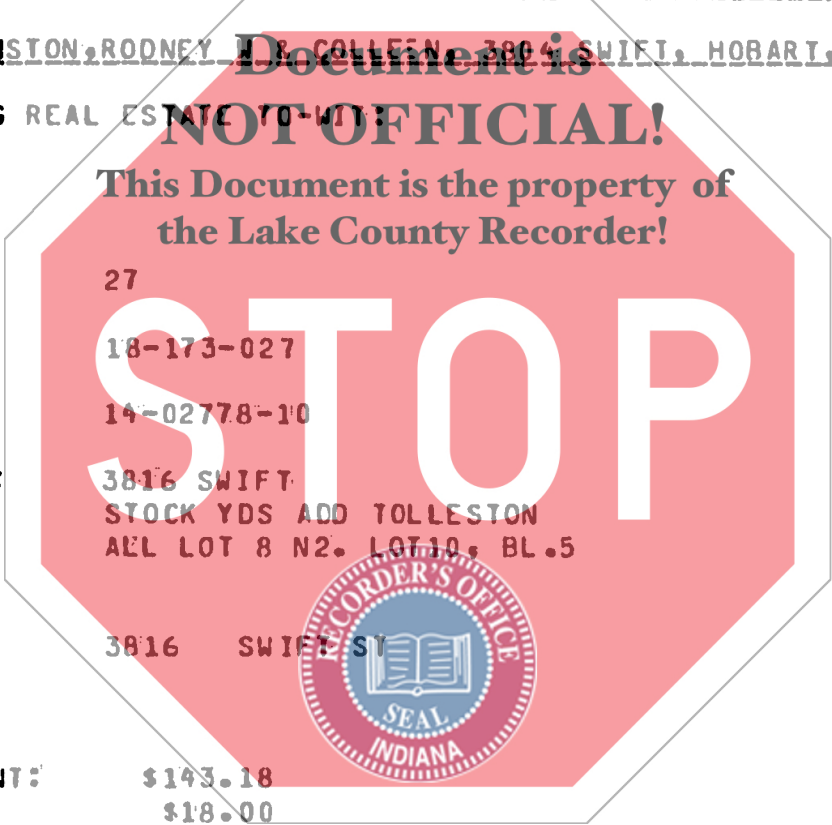 STON,RODNEY W & COLLEEN, 3804 SWIFT, HOBART,
Document is
G REAL ESTATE TO-WIT:
NOT OFFICIAL!
This Document is the property of
the Lake County Recorder!
27
STOP
18-173-027
14-02778-10
3816 SWIFT
STOCK YDS ADD TOLLESTON
ALL LOT 8 N2. LOT10, BL.5
RECORDER'S OFFICE
SEAL
INDIANA
3816 SWIFT ST
NT: $143.18
$18.00